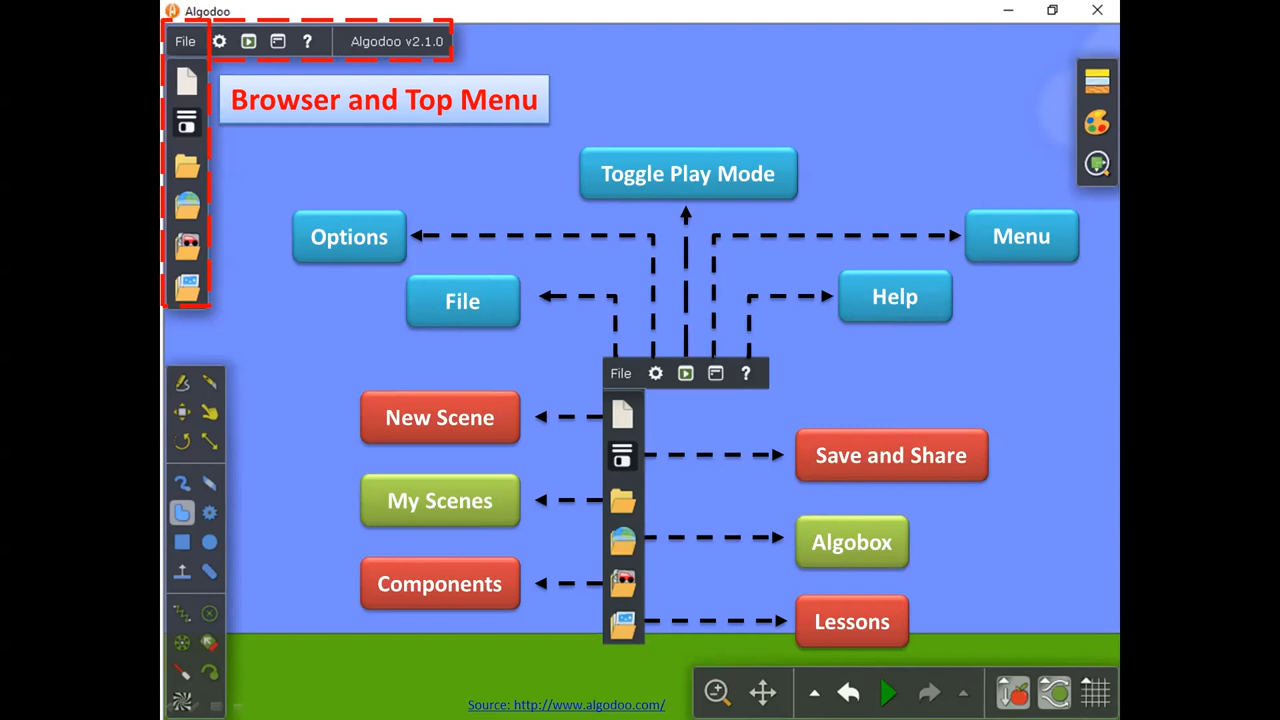 Algodoo
File ? Algodoo v2.1.0
Browser and Top Menu
Toggle Play Mode
Options
Menu
File
Help
File ?
New Scene
Save and Share
My Scenes
Algobox
Components
Lessons
Source: http://www.algodoo.com/